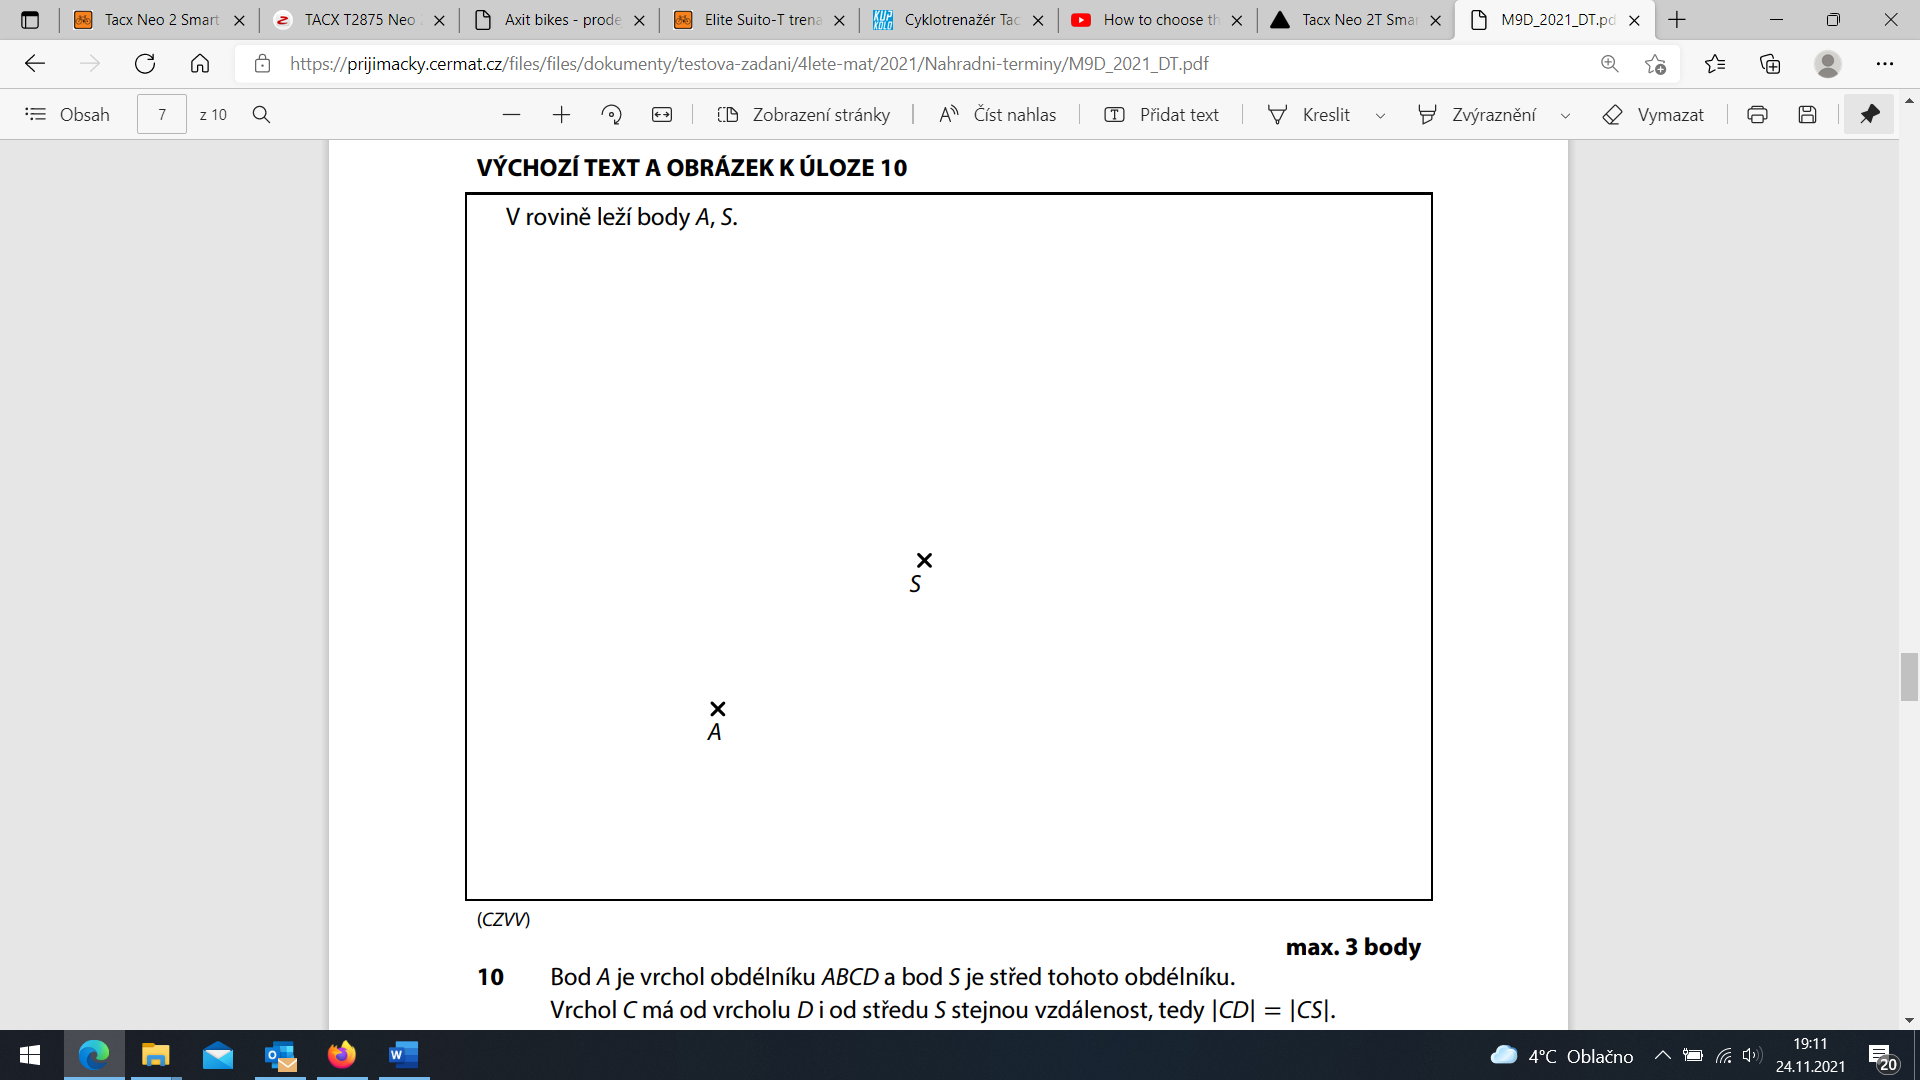 Tacx Neo 2 Smart
TACX T2875 Neo 2
Axit bikes - prode
Elite Suito-T trena
Cyklotrenažér Tac
How to choose th
Tacx Neo 2T Smar
M9D_2021_DT.pd
https://prijimacky.cermat.cz/files/files/dokumenty/testova-zadani/4lete-mat/2021/Nahradni-terminy/M9D_2021_DT.pdf
Obsah 7 z 10 Zobrazení stránky Číst nahlas Přidat text Kreslit Zvýraznění Vymazat
VÝCHOZÍ TEXT A OBRÁZEK K ÚLOZE 10
V rovině leží body A, S.
S
A
(CZVV)
max. 3 body
10 Bod A je vrchol obdélníku ABCD a bod S je střed tohoto obdélníku.
Vrchol C má od vrcholu D i od středu S stejnou vzdálenost, tedy |CD| = |CS|.
4°C Oblačno
19:11
24.11.2021
20